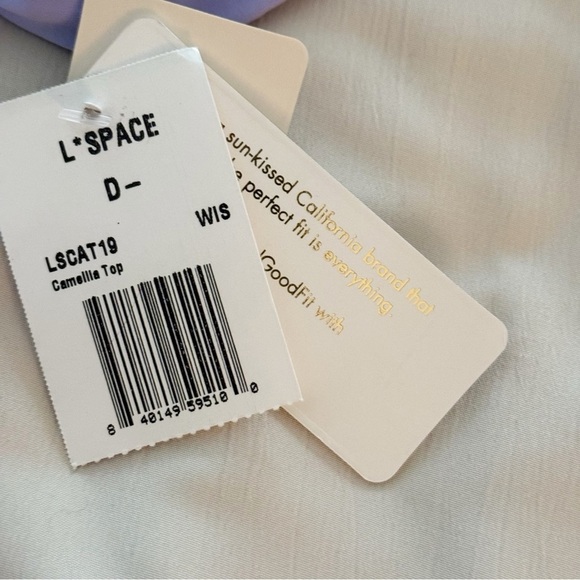 L*SPACE
D-
WIS
LSCAT19
Camellia Top
8 40149 59510 0
sun-kissed California brand that
perfect fit is everything.
GoodFit with